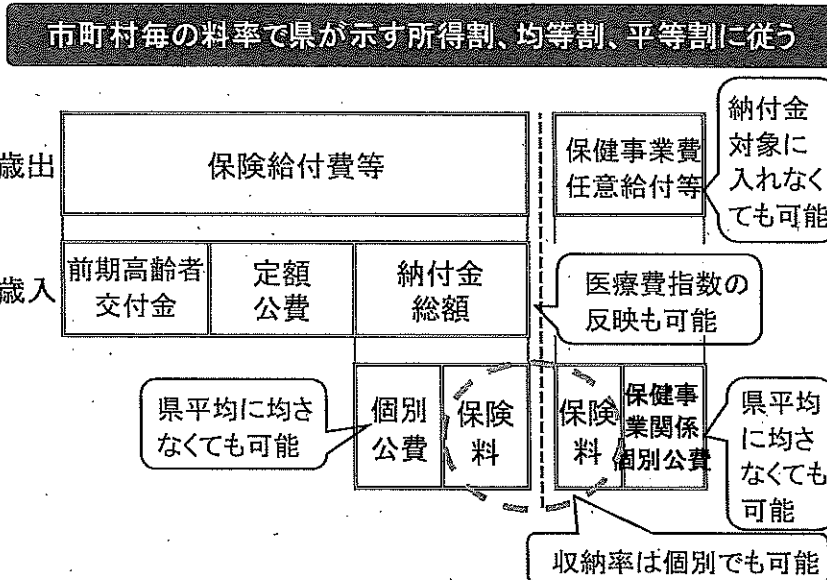 市町村毎の料率で県が示す所得割、均等割、平等割に従う
歳出
保険給付費等
保健事業費
任意給付等
納付金
対象に
入れなく
ても可能
歳入
前期高齢者
交付金
定額
公費
納付金
総額
医療費指数の
反映も可能
県平均に均さ
なくても可能
個別
公費
保険
料
保険
料
保健事
業関係
個別公費
県平均
に均さ
なくても
可能
収納率は個別でも可能